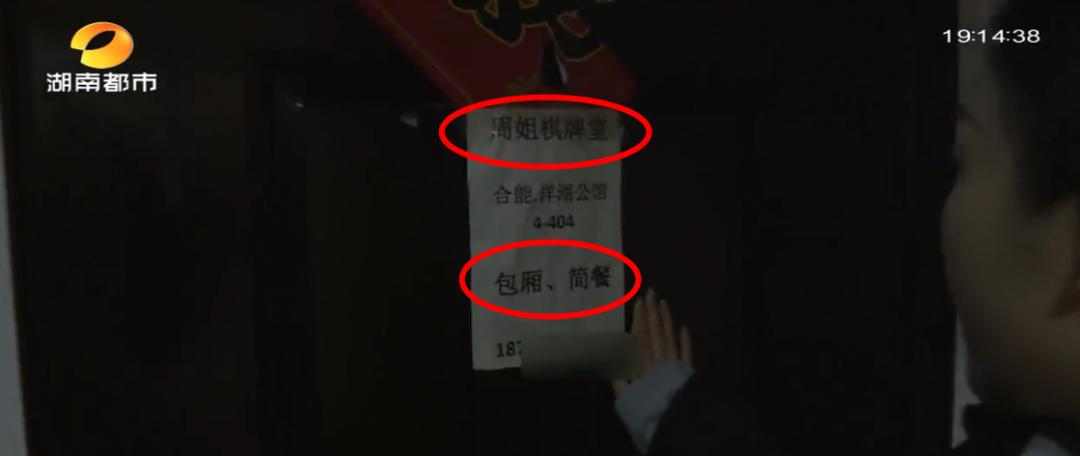 湖南都市
19:14:38
周姐棋牌室
合能.洋湖公馆
4-404
包厢、简餐
187